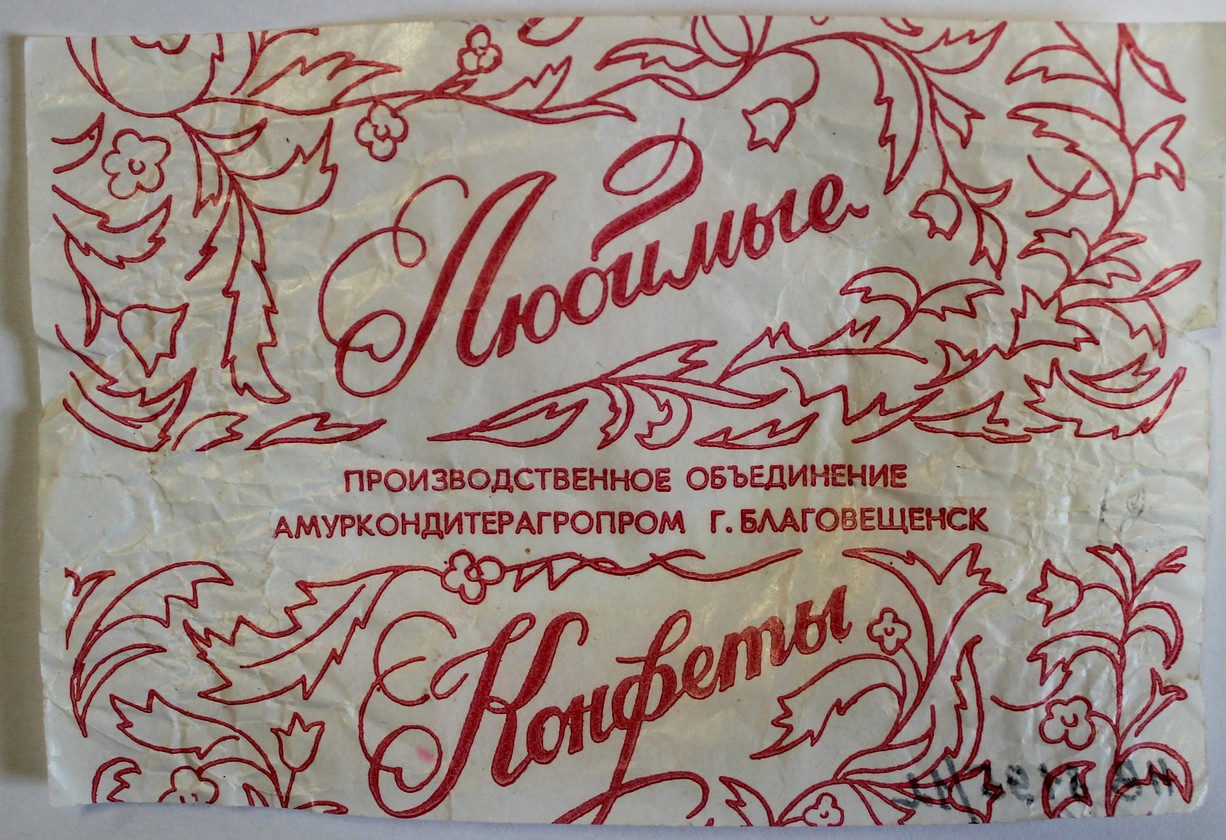 Любимые
ПРОИЗВОДСТВЕННОЕ ОБЪЕДИНЕНИЕ
АМУРКОНДИТЕРАГРОПРОМ Г. БЛАГОВЕЩЕНСК
Конфеты